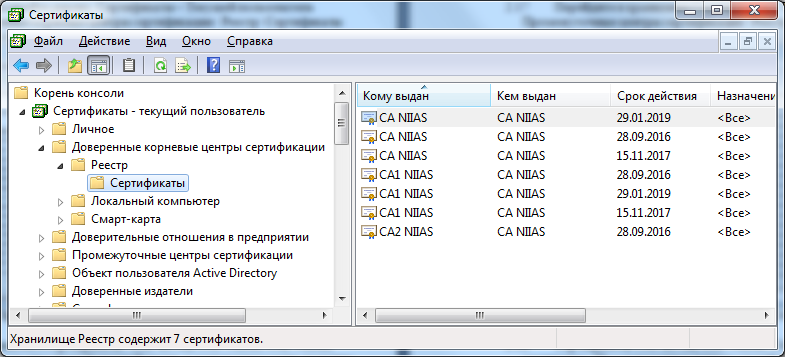 Сертификаты
Файл Действие Вид Окно Справка
Корень консоли
Сертификаты - текущий пользователь
Личное
Доверенные корневые центры сертификации
Реестр
Сертификаты
Локальный компьютер
Смарт-карта
Доверительные отношения в предприятии
Промежуточные центры сертификации
Объект пользователя Active Directory
Доверенные издатели
Кому выдан Кем выдан Срок действия Назначени
CA NIIAS CA NIIAS 29.01.2019 <Все>
CA NIIAS CA NIIAS 28.09.2016 <Все>
CA NIIAS CA NIIAS 15.11.2017 <Все>
CA1 NIIAS CA NIIAS 28.09.2016 <Все>
CA1 NIIAS CA NIIAS 29.01.2019 <Все>
CA1 NIIAS CA NIIAS 15.11.2017 <Все>
CA2 NIIAS CA NIIAS 28.09.2016 <Все>
Хранилище Реестр содержит 7 сертификатов.